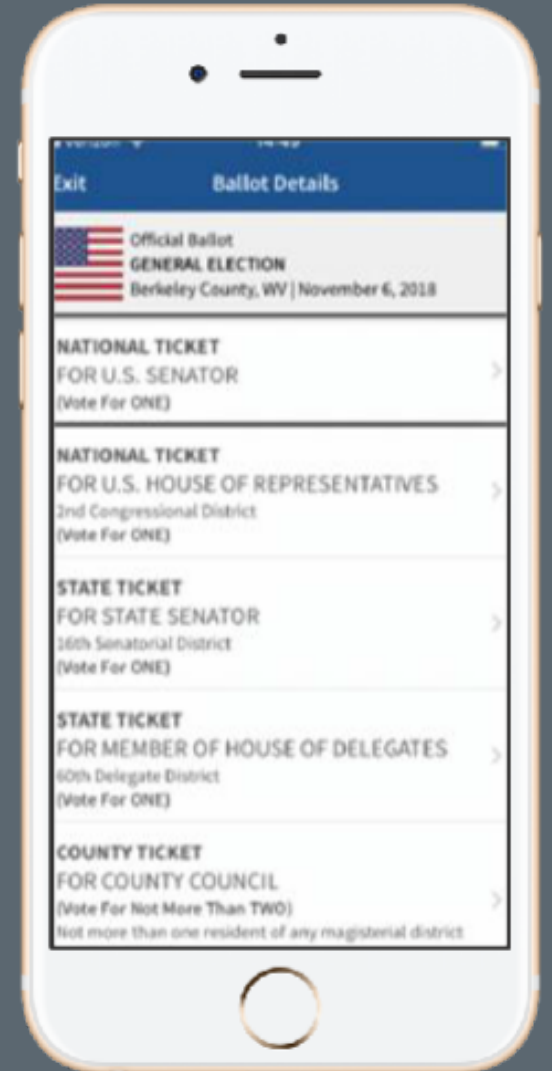 Exit
Ballot Details
Official Ballot
GENERAL ELECTION
Berkeley County, WV | November 6, 2018
NATIONAL TICKET
FOR U.S. SENATOR
(Vote For ONE)
NATIONAL TICKET
FOR U.S. HOUSE OF REPRESENTATIVES
2nd Congressional District
(Vote For ONE)
STATE TICKET
FOR STATE SENATOR
16th Senatorial District
(Vote For ONE)
STATE TICKET
FOR MEMBER OF HOUSE OF DELEGATES
60th Delegate District
(Vote For ONE)
COUNTY TICKET
FOR COUNTY COUNCIL
(Vote For Not More Than TWO)
Not more than one resident of any magisterial district